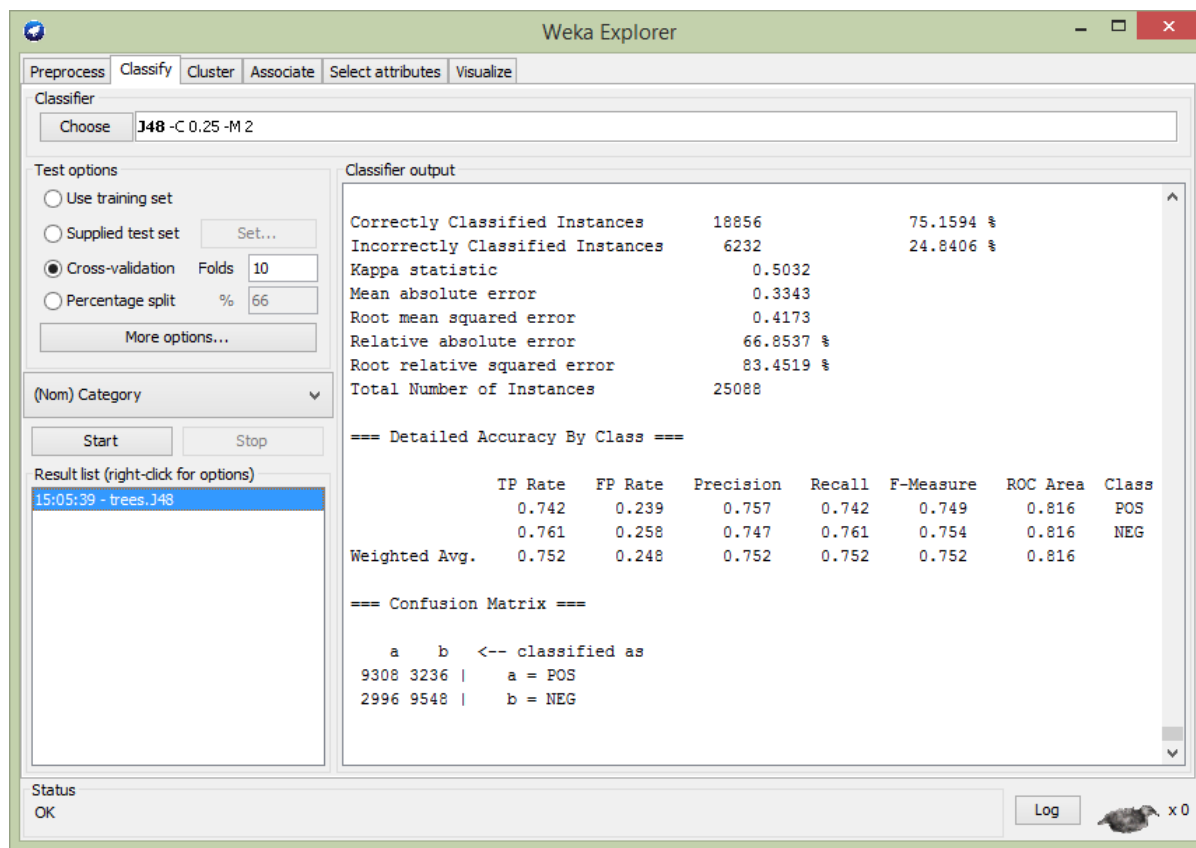 Weka Explorer
Preprocess Classify Cluster Associate Select attributes Visualize
Classifier
Choose J48 -C 0.25 -M 2
Test options
Use training set
Supplied test set Set...
Cross-validation Folds 10
Percentage split % 66
More options...
(Nom) Category
Start Stop
Result list (right-click for options)
15:05:39 - trees.J48
Classifier output
Correctly Classified Instances 18856 75.1594 %
Incorrectly Classified Instances 6232 24.8406 %
Kappa statistic 0.5032
Mean absolute error 0.3343
Root mean squared error 0.4173
Relative absolute error 66.8537 %
Root relative squared error 83.4519 %
Total Number of Instances 25088
=== Detailed Accuracy By Class ===
TP Rate FP Rate Precision Recall F-Measure ROC Area Class
0.742 0.239 0.757 0.742 0.749 0.816 POS
0.761 0.258 0.747 0.761 0.754 0.816 NEG
Weighted Avg. 0.752 0.248 0.752 0.752 0.752 0.816
=== Confusion Matrix ===
a b <-- classified as
9308 3236 | a = POS
2996 9548 | b = NEG
Status
OK
Log x 0